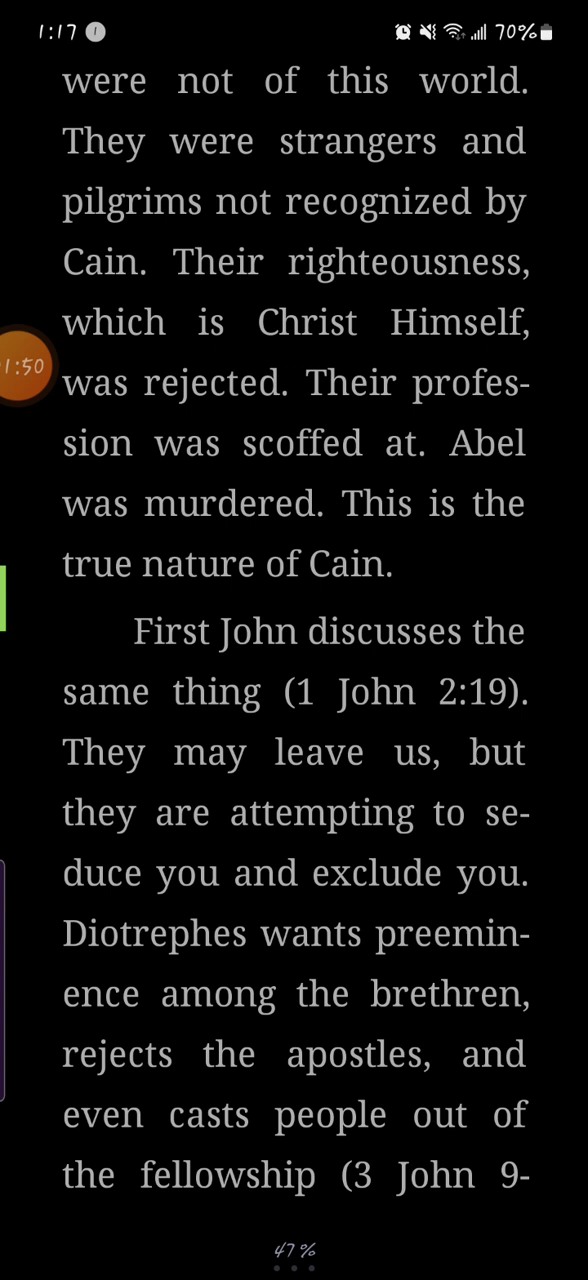 1:17
70%
were not of this world.
They were strangers and
pilgrims not recognized by
Cain. Their righteousness,
which is Christ Himself,
1:50
was rejected. Their profes-
sion was scoffed at. Abel
was murdered. This is the
true nature of Cain.
First John discusses the
same thing (1 John 2:19).
They may leave us, but
they are attempting to se-
duce you and exclude you.
Diotrephes wants preemin-
ence among the brethren,
rejects the apostles, and
even casts people out of
the fellowship (3 John 9-
47%